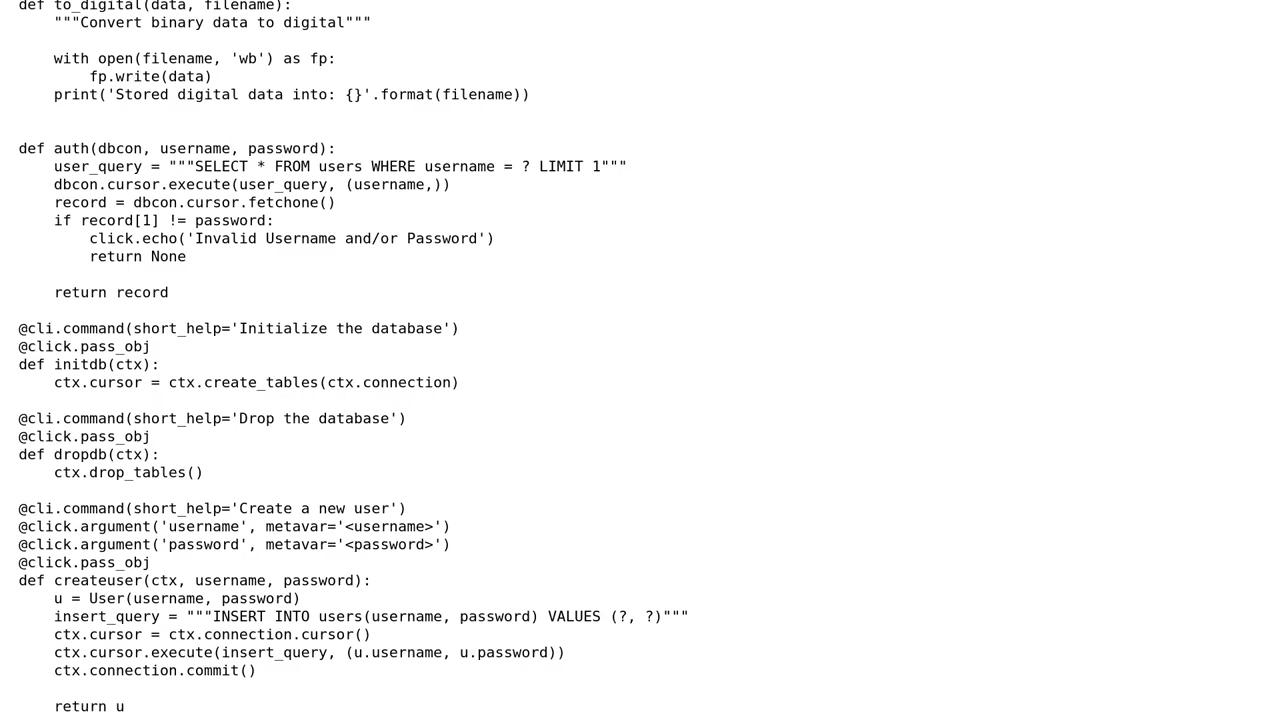 def to_digital(data, filename):
    """Convert binary data to digital"""

    with open(filename, 'wb') as fp:
        fp.write(data)
    print('Stored digital data into: {}'.format(filename))


def auth(dbcon, username, password):
    user_query = """SELECT * FROM users WHERE username = ? LIMIT 1"""
    dbcon.cursor.execute(user_query, (username,))
    record = dbcon.cursor.fetchone()
    if record[1] != password:
        click.echo('Invalid Username and/or Password')
        return None

    return record

@cli.command(short_help='Initialize the database')
@click.pass_obj
def initdb(ctx):
    ctx.cursor = ctx.create_tables(ctx.connection)

@cli.command(short_help='Drop the database')
@click.pass_obj
def dropdb(ctx):
    ctx.drop_tables()

@cli.command(short_help='Create a new user')
@click.argument('username', metavar='<username>')
@click.argument('password', metavar='<password>')
@click.pass_obj
def createuser(ctx, username, password):
    u = User(username, password)
    insert_query = """INSERT INTO users(username, password) VALUES (?, ?)"""
    ctx.cursor = ctx.connection.cursor()
    ctx.cursor.execute(insert_query, (u.username, u.password))
    ctx.connection.commit()

    return u